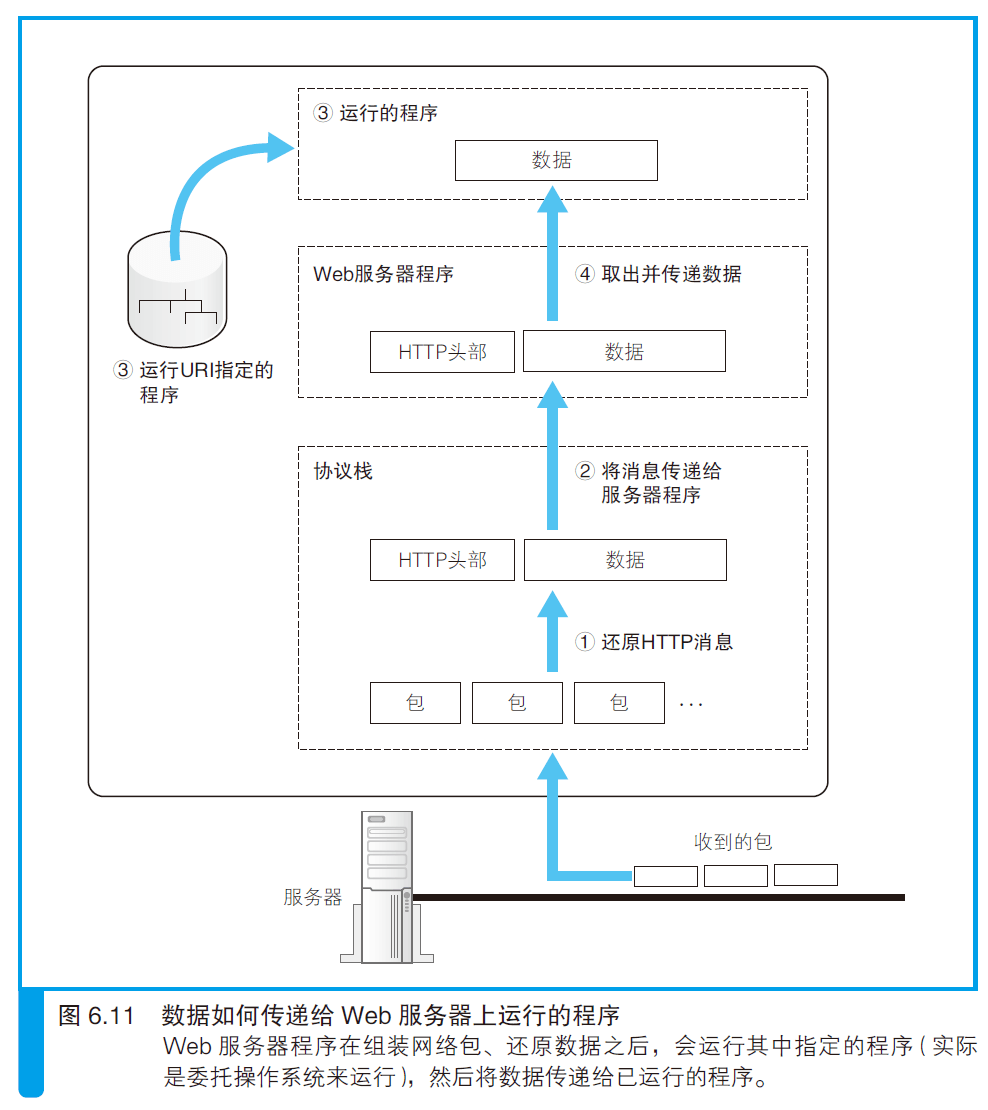 ③ 运行的程序
数据
Web服务器程序
④ 取出并传递数据
HTTP头部
数据
③ 运行URI指定的
程序
协议栈
② 将消息传递给
服务器程序
HTTP头部
数据
① 还原HTTP消息
包
包
包
···
收到的包
服务器
图 6.11 数据如何传递给 Web 服务器上运行的程序
Web 服务器程序在组装网络包、还原数据之后，会运行其中指定的程序（实际
是委托操作系统来运行），然后将数据传递给已运行的程序。